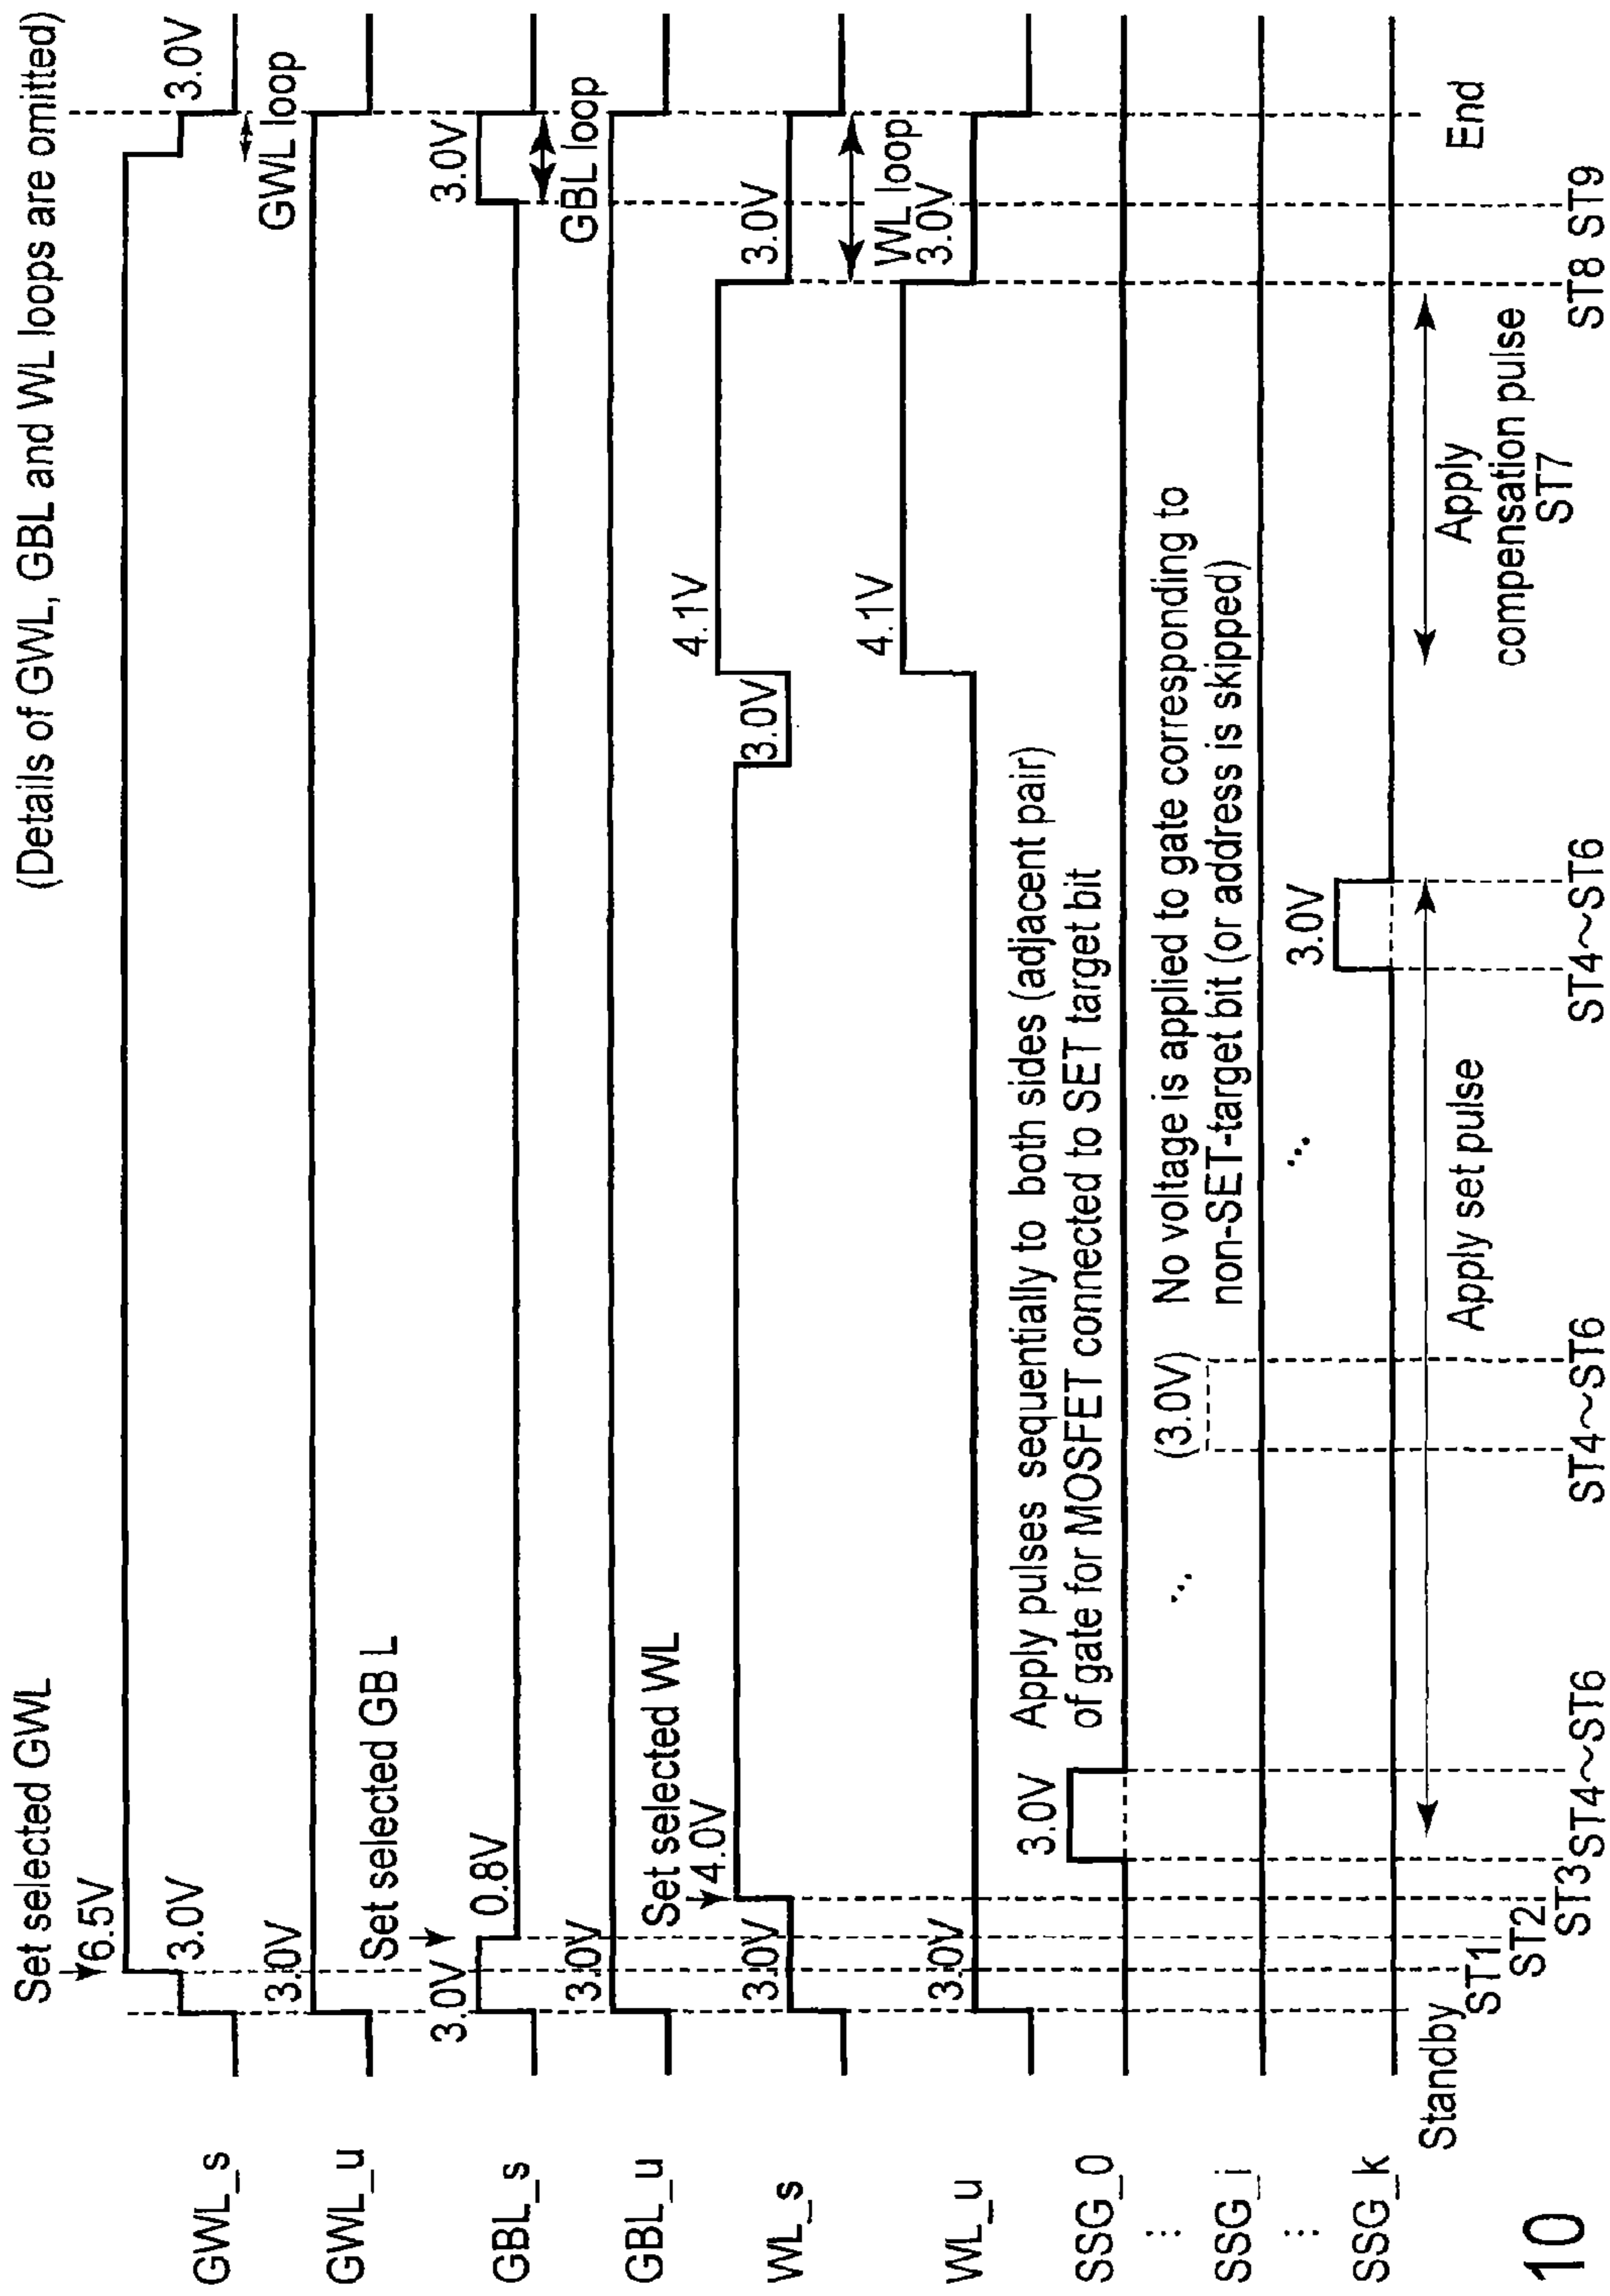 (Details of GWL, GBL and WL loops are omitted)
Set selected GWL
6.5V
3.0V
3.0V
GWL loop
GWL_s
3.0V
GWL_u
Set selected GB L
3.0V
0.8V
3.0V
GBL loop
GBL_s
3.0V
GBL_u
Set selected WL
3.0V
4.0V
3.0V
4.1V
3.0V
WL loop
WL_s
3.0V
4.1V
3.0V
WL_u
3.0V
Apply pulses sequentially to both sides (adjacent pair)
of gate for MOSFET connected to SET target bit
SSG_0
⋮
(3.0V)
No voltage is applied to gate corresponding to
non-SET-target bit (or address is skipped)
SSG_i
⋮
3.0V
SSG_k
Standby
Apply set pulse
Apply
compensation pulse
ST7
End
ST1
ST2
ST3
ST4~ST6
ST4~ST6
ST4~ST6
ST8
ST9
10